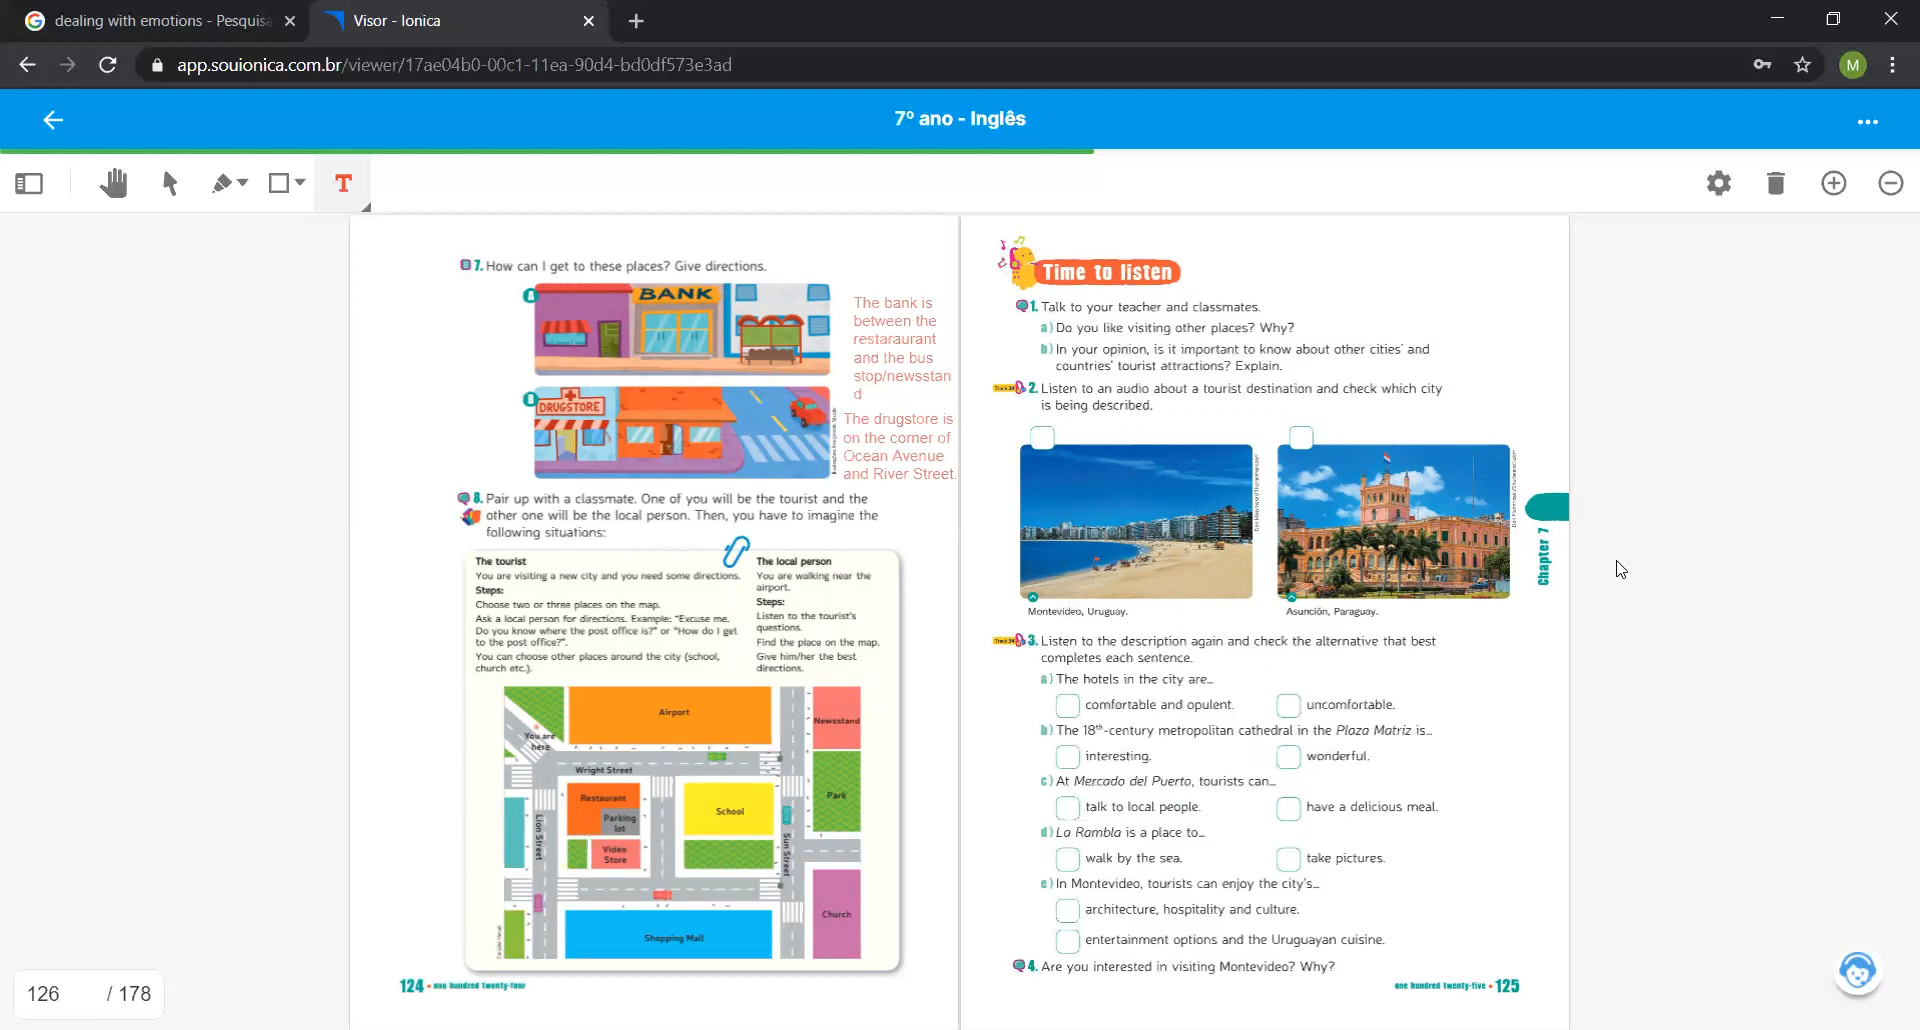 dealing with emotions - Pesquisa
Visor - Ionica
app.souionica.com.br/viewer/17ae04b0-00c1-11ea-90d4-bd0df573e3ad
M
7º ano - Inglês
T
7. How can I get to these places? Give directions.
A
BANK
The bank is
between the
restaraurant
and the bus
stop/newsstan
d
B
DRUGSTORE
The drugstore is
on the corner of
Ocean Avenue
and River Street.
8. Pair up with a classmate. One of you will be the tourist and the
other one will be the local person. Then, you have to imagine the
following situations:
The tourist
You are visiting a new city and you need some directions.
Steps:
Choose two or three places on the map.
Ask a local person for directions. Example: “Excuse me.
Do you know where the post office is?” or “How do I get
to the post office?”.
You can choose other places around the city (school,
church etc.).
The local person
You are walking near the
airport.
Steps:
Listen to the tourist's
questions.
Find the place on the map.
Give him/her the best
directions.
Airport
Newsstand
You are
here
Wright Street
Restaurant
Parking
lot
School
Park
Lion Street
Video
Store
Sun Street
Church
Shopping Mall
124 • one hundred twenty-four
Time to listen
1. Talk to your teacher and classmates.
a) Do you like visiting other places? Why?
b) In your opinion, is it important to know about other cities' and
countries' tourist attractions? Explain.
Track 34
2. Listen to an audio about a tourist destination and check which city
is being described.
Montevideo, Uruguay.
Asunción, Paraguay.
Chapter 7
Track 34
3. Listen to the description again and check the alternative that best
completes each sentence.
a) The hotels in the city are...
comfortable and opulent.
uncomfortable.
b) The 18th-century metropolitan cathedral in the Plaza Matriz is...
interesting.
wonderful.
c) At Mercado del Puerto, tourists can...
talk to local people.
have a delicious meal.
d) La Rambla is a place to...
walk by the sea.
take pictures.
e) In Montevideo, tourists can enjoy the city's...
architecture, hospitality and culture.
entertainment options and the Uruguayan cuisine.
4. Are you interested in visiting Montevideo? Why?
one hundred twenty-five • 125
126 / 178